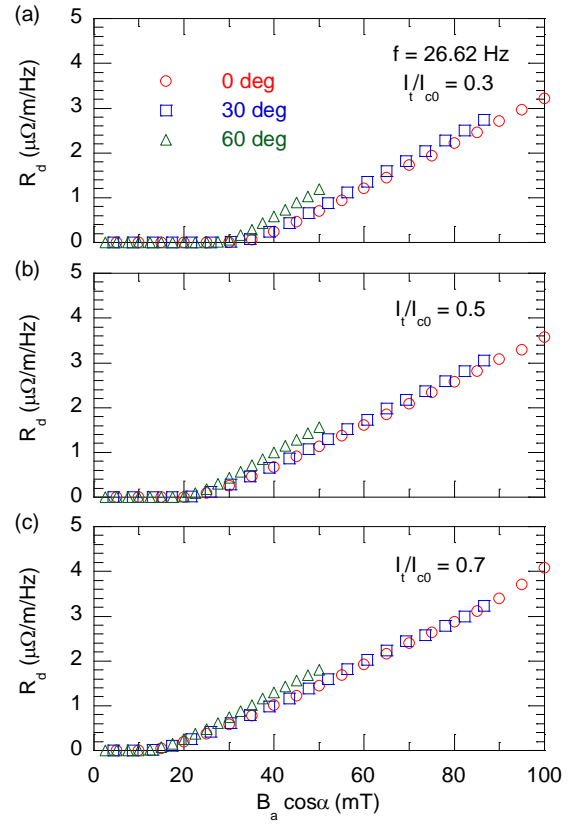 (a)
5
4
3
2
1
0
R_d (μΩ/m/Hz)
f = 26.62 Hz
I_t/I_c0 = 0.3
0 deg
30 deg
60 deg
(b)
5
4
3
2
1
0
R_d (μΩ/m/Hz)
I_t/I_c0 = 0.5
(c)
5
4
3
2
1
0
R_d (μΩ/m/Hz)
I_t/I_c0 = 0.7
0 20 40 60 80 100
B_a cosα (mT)